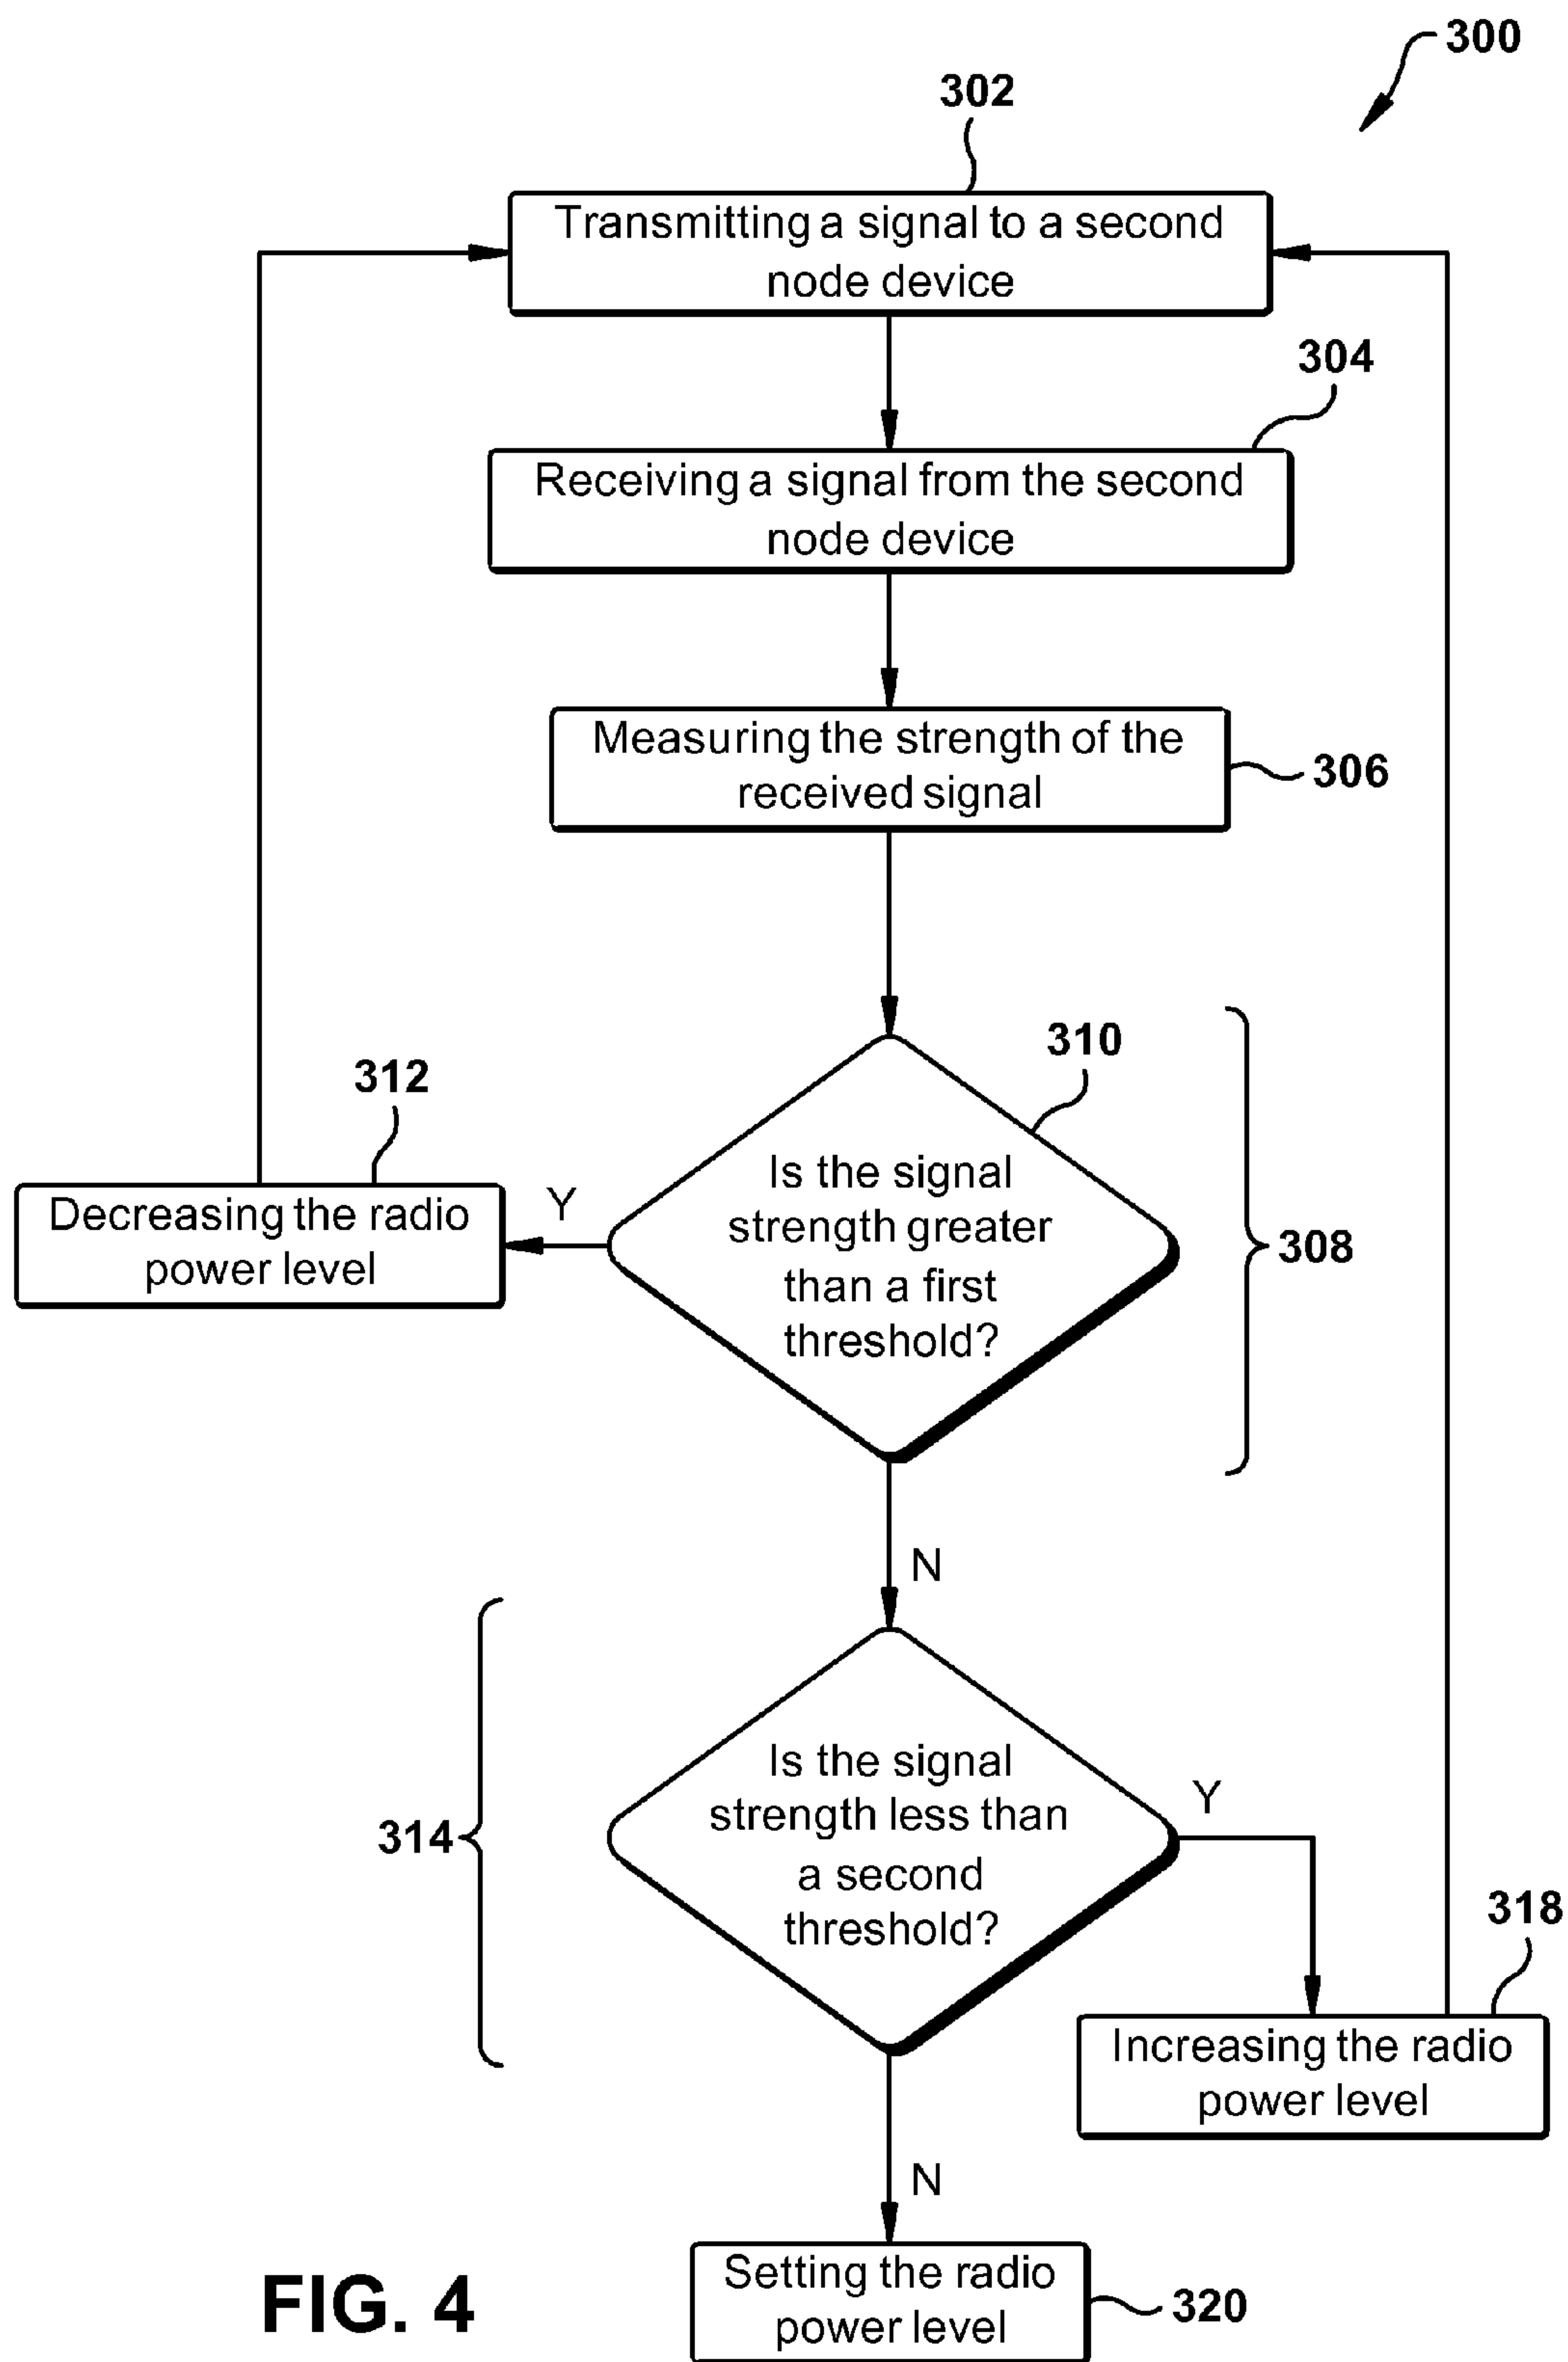 300
302
Transmitting a signal to a second
node device
304
Receiving a signal from the second
node device
Measuring the strength of the
received signal
306
310
312
Is the signal
strength greater
than a first
threshold?
Y
Decreasing the radio
power level
308
N
314
Is the signal
strength less than
a second
threshold?
Y
318
Increasing the radio
power level
N
Setting the radio
power level
320
FIG. 4